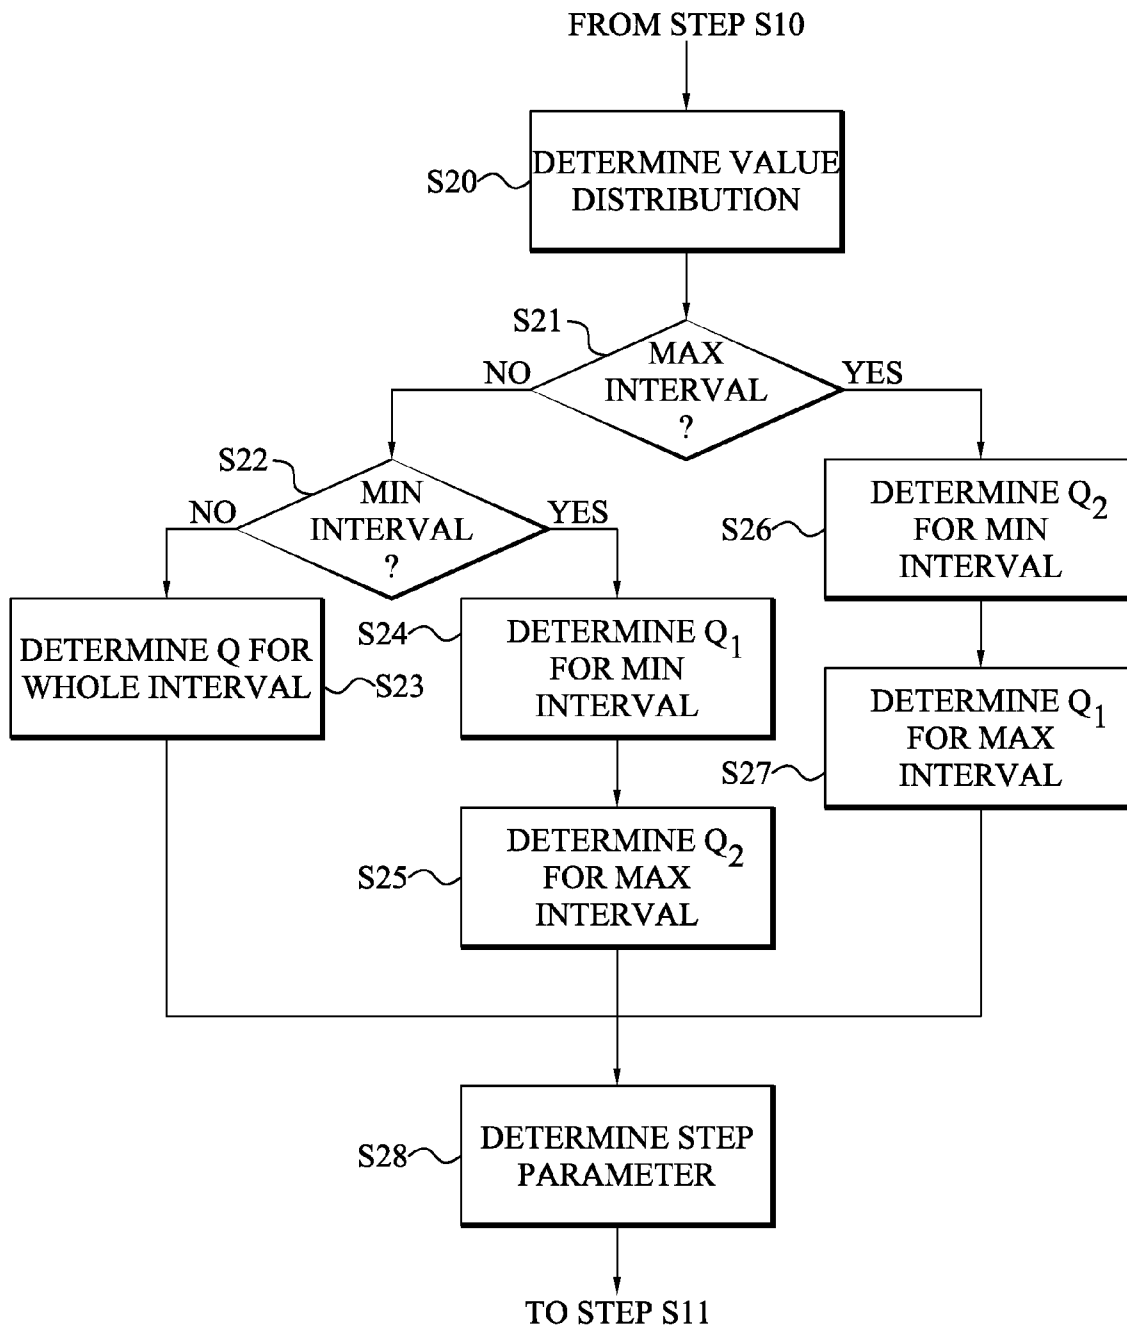 FROM STEP S10
DETERMINE VALUE
DISTRIBUTION
S20
S21
MAX
INTERVAL
?
NO
YES
S22
MIN
INTERVAL
?
NO
YES
DETERMINE Q2
FOR MIN
INTERVAL
S26
DETERMINE Q FOR
WHOLE INTERVAL
S23
S24
DETERMINE Q1
FOR MIN
INTERVAL
DETERMINE Q1
FOR MAX
INTERVAL
S27
DETERMINE Q2
FOR MAX
INTERVAL
S25
DETERMINE STEP
PARAMETER
S28
TO STEP S11